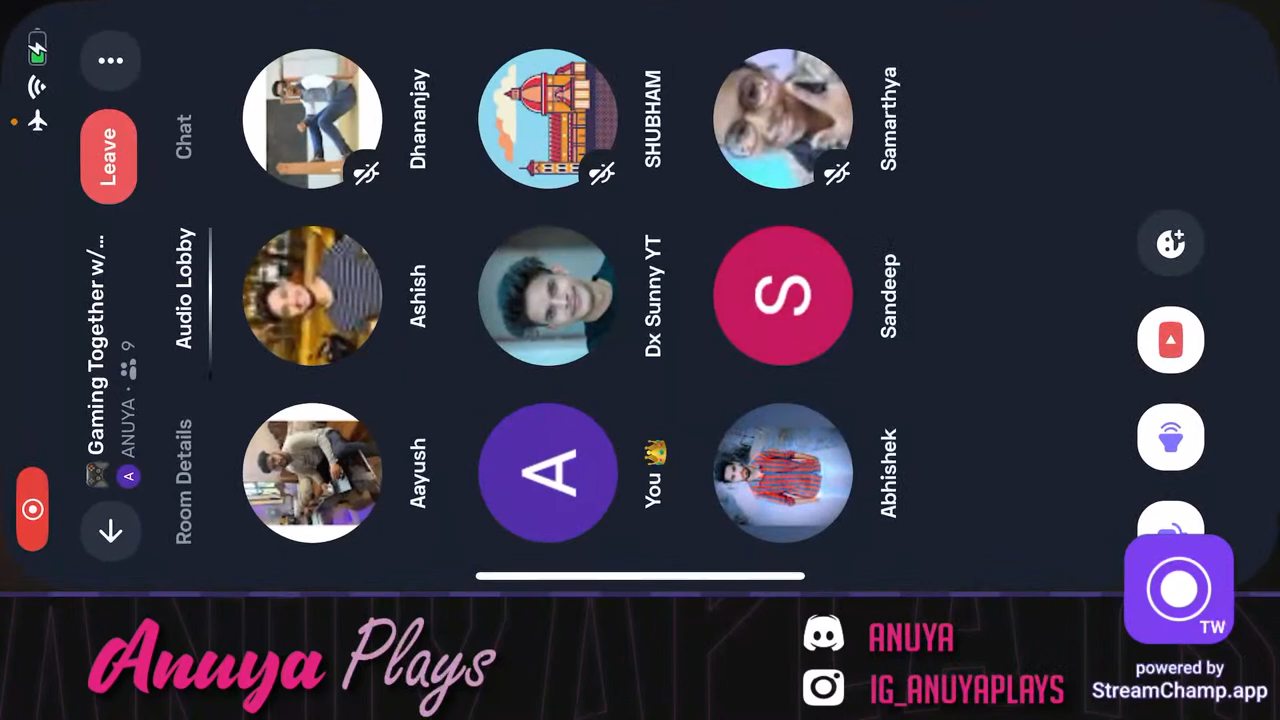 Gaming Together w/...
A ANUYA · 9
Leave
Room Details
Audio Lobby
Chat
Aayush
Ashish
Dhananjay
A
You 👑
Dx Sunny YT
SHUBHAM
S
Abhishek
Sandeep
Samarthya
Anuya Plays
ANUYA
IG_ANUYAPLAYS
TW
powered by
StreamChamp.app